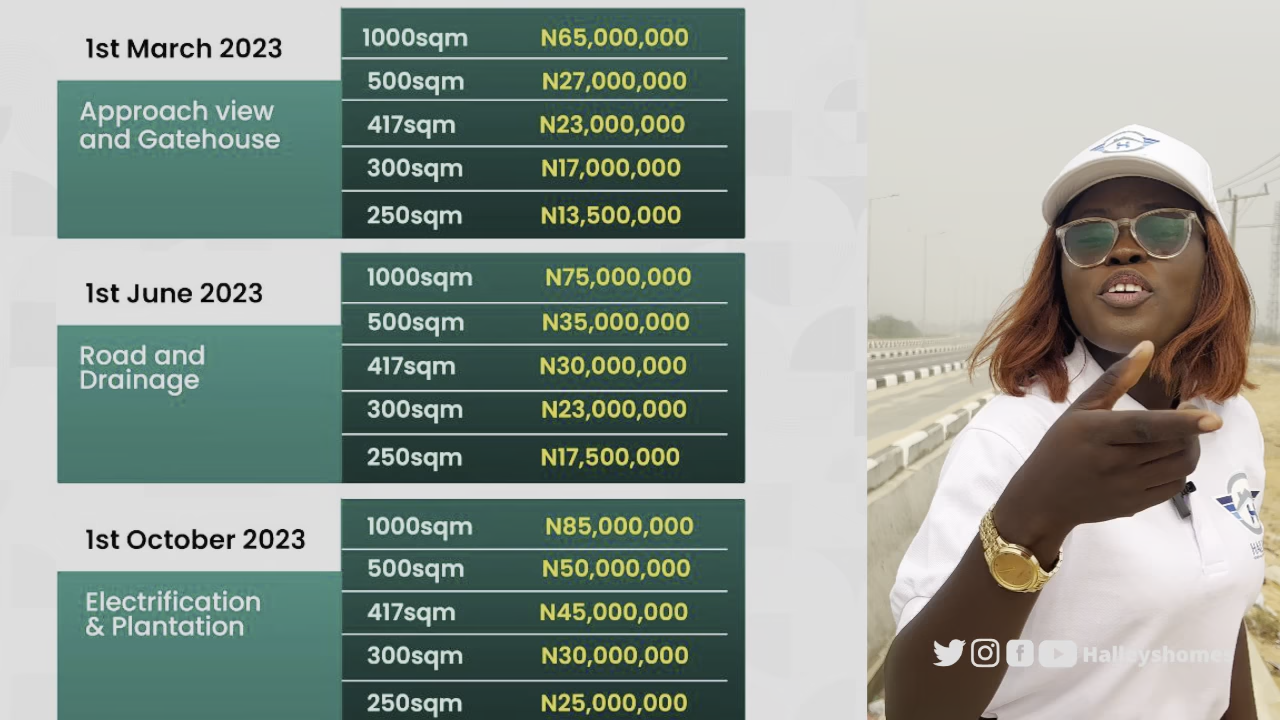 1st March 2023
Approach view
and Gatehouse
1000sqm N65,000,000
500sqm N27,000,000
417sqm N23,000,000
300sqm N17,000,000
250sqm N13,500,000
1st June 2023
Road and
Drainage
1000sqm N75,000,000
500sqm N35,000,000
417sqm N30,000,000
300sqm N23,000,000
250sqm N17,500,000
1st October 2023
Electrification
& Plantation
1000sqm N85,000,000
500sqm N50,000,000
417sqm N45,000,000
300sqm N30,000,000
250sqm N25,000,000
H
H
Halleyshomes